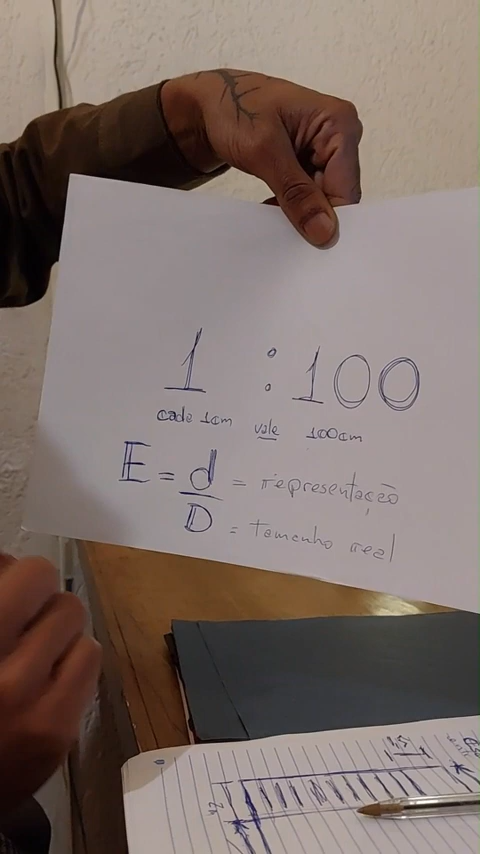 1 : 100
cada 1cm vale 100cm
E = d = representação
D = tamanho real